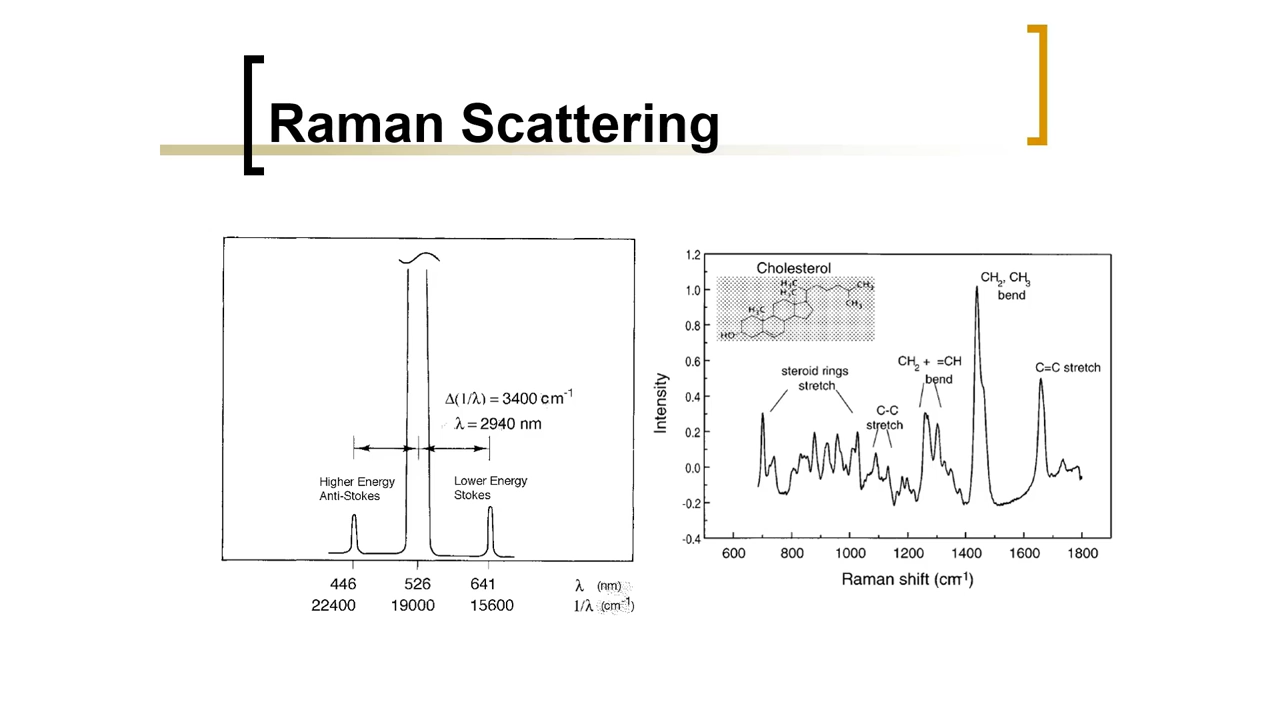 Raman Scattering
Δ(1/λ) = 3400 cm⁻¹
λ = 2940 nm
Higher Energy
Anti-Stokes
Lower Energy
Stokes
446 526 641 λ (nm)
22400 19000 15600 1/λ (cm⁻¹)
Cholesterol
H₃C
H₃C
CH₃
CH₃
H₃C
HO
CH₂, CH₃
bend
CH₂ + =CH
bend
C=C stretch
steroid rings
stretch
C-C
stretch
Intensity
1.2
1.0
0.8
0.6
0.4
0.2
0.0
-0.2
-0.4
600 800 1000 1200 1400 1600 1800
Raman shift (cm⁻¹)